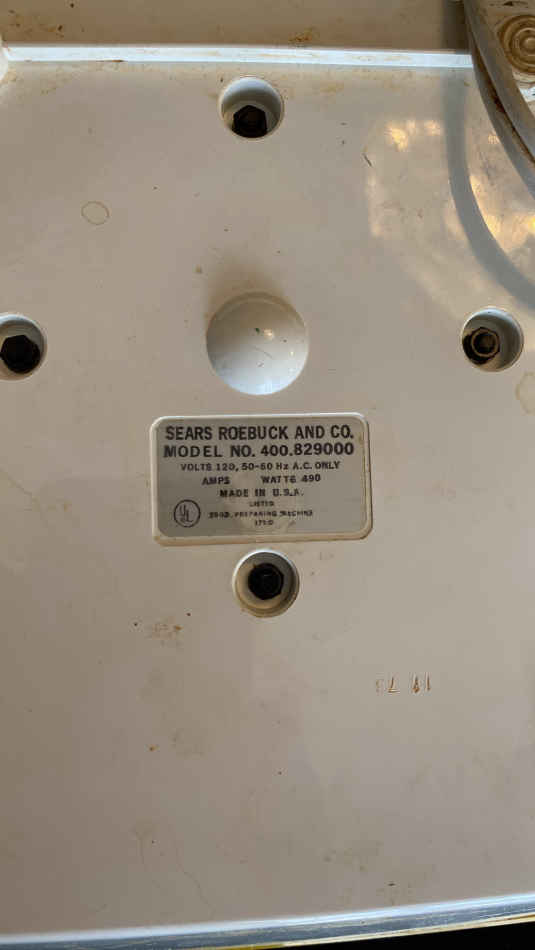 SEARS ROEBUCK AND CO.
MODEL NO. 400.829000
VOLTS 120, 50-60 Hz A.C. ONLY
AMPS WATTS 490
MADE IN U.S.A.
LISTED
UL
FOOD PREPARING MACHINE